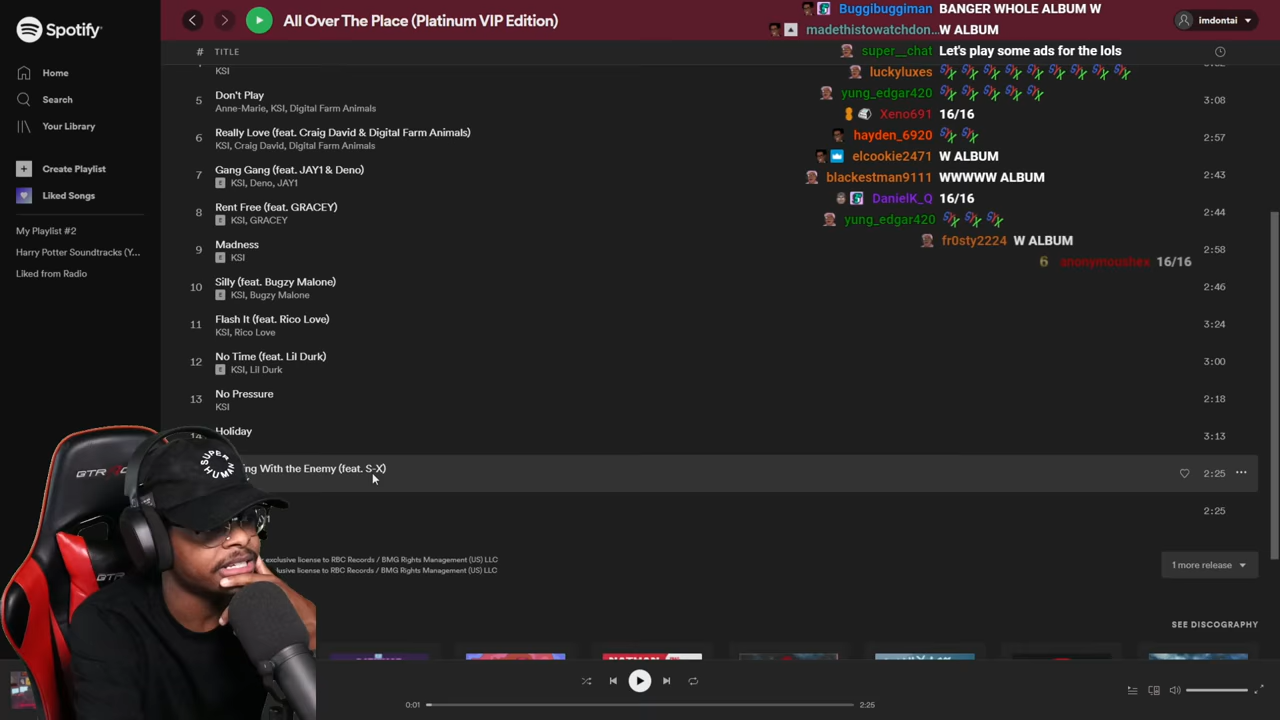 Spotify
Home
Search
Your Library
Create Playlist
Liked Songs
My Playlist #2
Harry Potter Soundtracks (Y...
Liked from Radio
All Over The Place (Platinum VIP Edition)
imdontai
# TITLE
KSI
5 Don't Play 3:08
Anne-Marie, KSI, Digital Farm Animals
6 Really Love (feat. Craig David & Digital Farm Animals) 2:57
KSI, Craig David, Digital Farm Animals
7 Gang Gang (feat. JAY1 & Deno) 2:43
E KSI, Deno, JAY1
8 Rent Free (feat. GRACEY) 2:44
E KSI, GRACEY
9 Madness 2:58
E KSI
10 Silly (feat. Bugzy Malone) 2:46
E KSI, Bugzy Malone
11 Flash It (feat. Rico Love) 3:24
KSI, Rico Love
12 No Time (feat. Lil Durk) 3:00
E KSI, Lil Durk
13 No Pressure 2:18
KSI
Holiday 3:13
ng With the Enemy (feat. S-X) 2:25
2:25
exclusive license to RBC Records / BMG Rights Management (US) LLC
lusive license to RBC Records / BMG Rights Management (US) LLC
1 more release
SEE DISCOGRAPHY
0:01 2:25
Buggibuggiman BANGER WHOLE ALBUM W
madethistowatchdon... W ALBUM
super__chat Let's play some ads for the lols
luckyluxes
yung_edgar420
Xeno691 16/16
hayden_6920
elcookie2471 W ALBUM
blackestman9111 WWWWW ALBUM
DanielK_Q 16/16
yung_edgar420
fr0sty2224 W ALBUM
6 anonymoushex 16/16
GTR
SUPER HUMAN